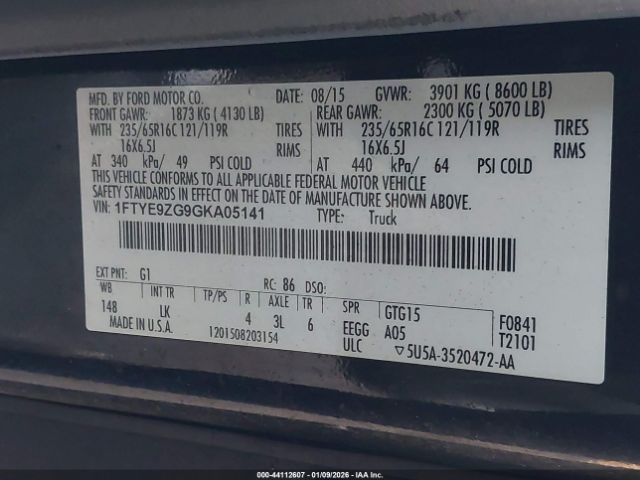 MFD. BY FORD MOTOR CO. DATE: 08/15 GVWR: 3901 KG ( 8600 LB)
FRONT GAWR: 1873 KG ( 4130 LB) REAR GAWR: 2300 KG ( 5070 LB)
WITH 235/65R16C 121/119R TIRES WITH 235/65R16C 121/119R TIRES
16X6.5J RIMS 16X6.5J RIMS
AT 340 kPa/ 49 PSI COLD AT 440 kPa/ 64 PSI COLD
THIS VEHICLE CONFORMS TO ALL APPLICABLE FEDERAL MOTOR VEHICLE
SAFETY STANDARDS IN EFFECT ON THE DATE OF MANUFACTURE SHOWN ABOVE.
VIN: 1FTYE9ZG9GKA05141 TYPE: Truck
EXT PNT: G1 RC: 86 DSO:
WB INT TR TP/PS R AXLE TR SPR GTG15 F0841
148 LK 4 3L 6 EEGG A05 T2101
MADE IN U.S.A. 1201508203154 ULC ▽5U5A-3520472-AA
000-44112607 - 01/09/2026 - IAA Inc.